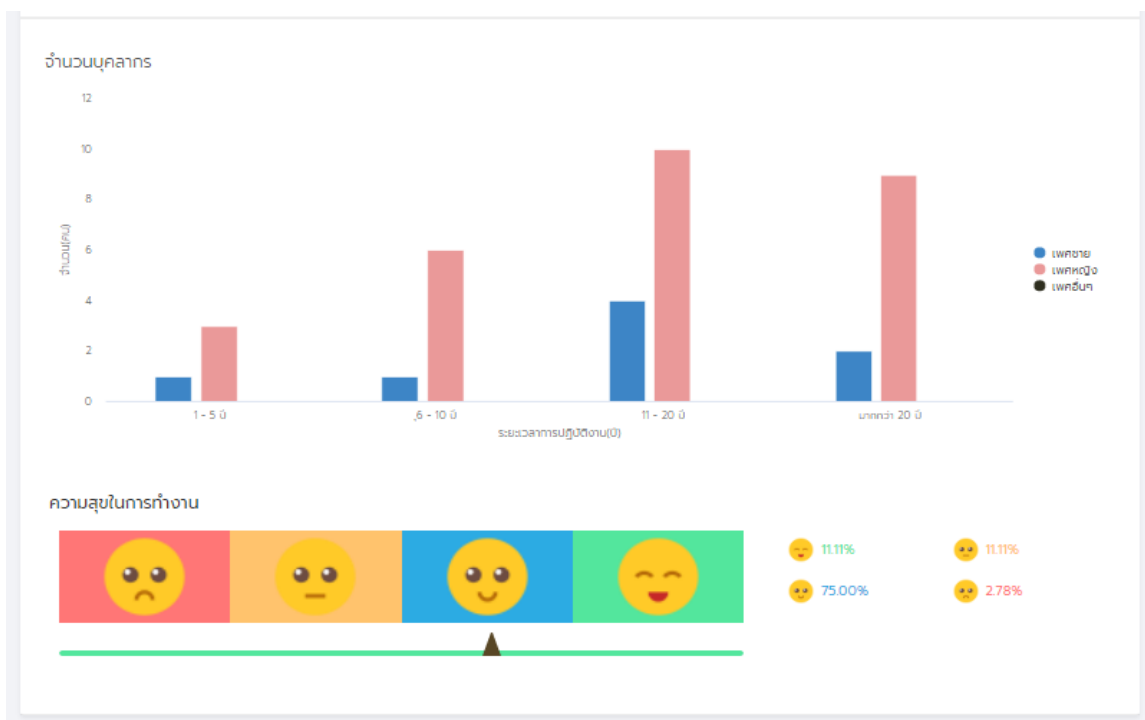 จำนวนบุคลากร
12
10
8
6
4
2
0
จำนวน(คน)
1 - 5 ปี
ุ6 - 10 ปี
11 - 20 ปี
มากกว่า 20 ปี
ระยะเวลาการปฏิบัติงาน(ปี)
เพศชาย
เพศหญิง
เพศอื่นๆ
ความสุขในการทำงาน
11.11%
11.11%
75.00%
2.78%